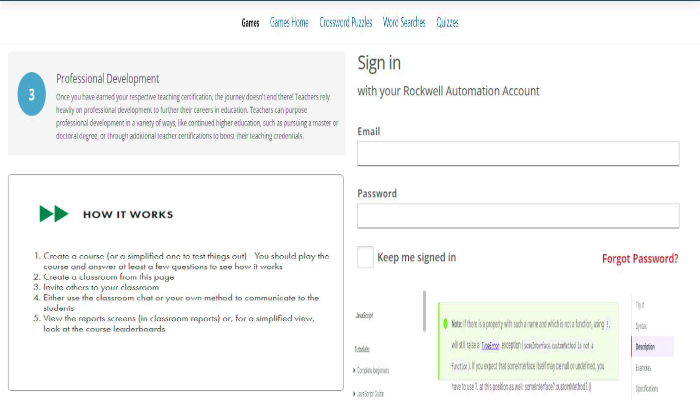 Games Games Home Crossword Puzzles Word Searches Quizzes
3
Professional Development
Once you have earned your respective teaching certification, the journey doesn't end there! Teachers rely
heavily on professional development to further their careers in education. Teachers can purpose
professional development in a variety of ways, like continued higher education, such as pursuing a master or
doctoral degree, or through additional teacher certifications to boost their teaching credentials.
HOW IT WORKS
1. Create a course (or a simplified one to test things out) You should play the
course and answer at least a few questions to see how it works
2. Create a classroom from this page
3. Invite others to your classroom
4. Either use the classroom chat or your own method to communicate to the
students
5. View the reports screens (in classroom reports) or, for a simplified view,
look at the course leaderboards
Sign in
with your Rockwell Automation Account
Email
Password
Keep me signed in
Forgot Password?
JavaScript
Tutorials:
Complete beginners
JavaScript Guide
Note: If there is a property with such a name and which is not a function, using ?.
will still raise a TypeError exception (someInterface.customMethod is not a
function). If you expect that someInterface itself may be null or undefined, you
have to use ?. at this position as well: someInterface?.customMethod?.()
Try it
Syntax
Description
Examples
Specifications